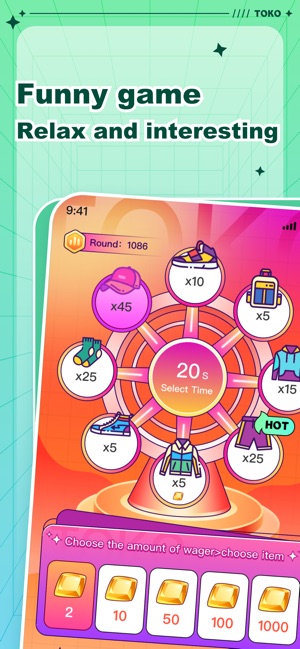 TOKO
Funny game
Relax and interesting
9:41
Round: 1086
x10
x45
x5
x25
20s
Select Time
x15
HOT
x5
x25
x5
Choose the amount of wager>choose item
2
10
50
100
1000